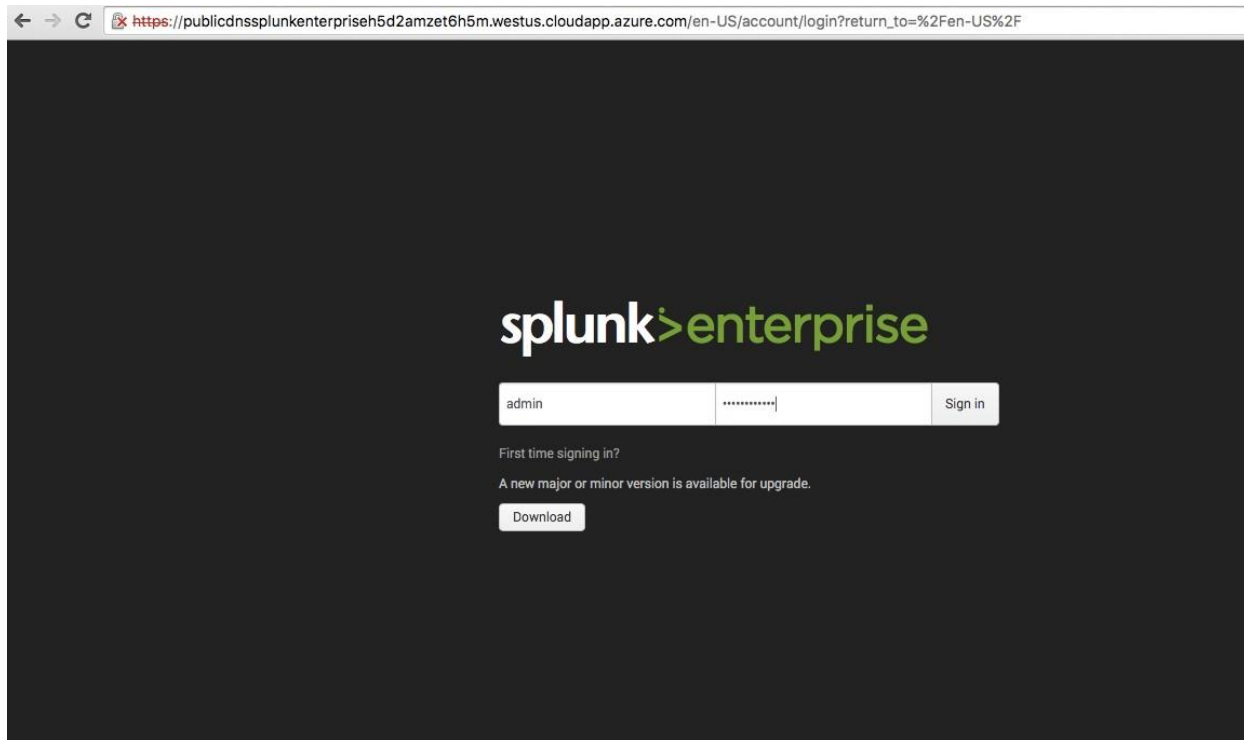 https://publicdnssplunkenterpriseh5d2amzet6h5m.westus.cloudapp.azure.com/en-US/account/login?return_to=%2Fen-US%2F
splunk>enterprise
admin ············ Sign in
First time signing in?
A new major or minor version is available for upgrade.
Download